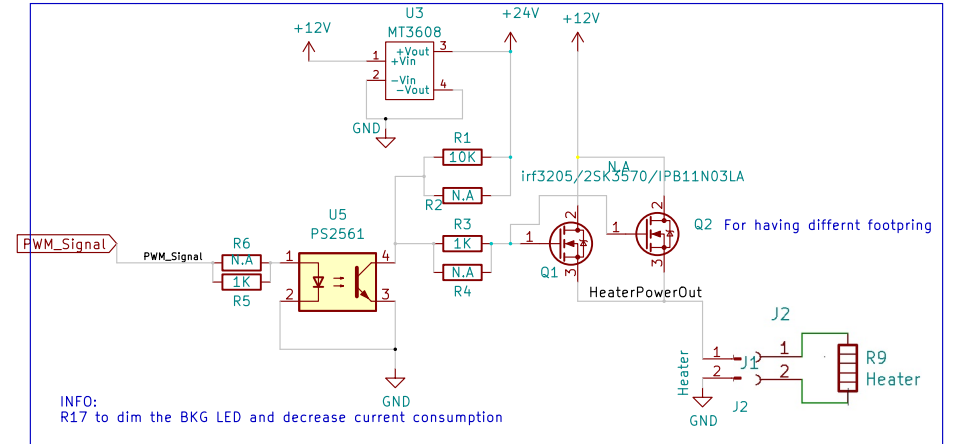 U3
MT3608
+12V
+24V
+12V
1
+Vout
+Vin
3
2
-Vin
-Vout
4
GND
R1
10K
N.A
R2
N.A
irf3205/2SK3570/IPB11N03LA
U5
PS2561
R3
1K
N.A
R4
1
2
3
Q1
1
2
3
Q2
For having differnt footpring
PWM_Signal
PWM_Signal
R6
N.A
1K
R5
1
2
4
3
HeaterPowerOut
GND
Heater
1
2
J1
J2
GND
J2
1
2
R9
Heater
INFO:
R17 to dim the BKG LED and decrease current consumption